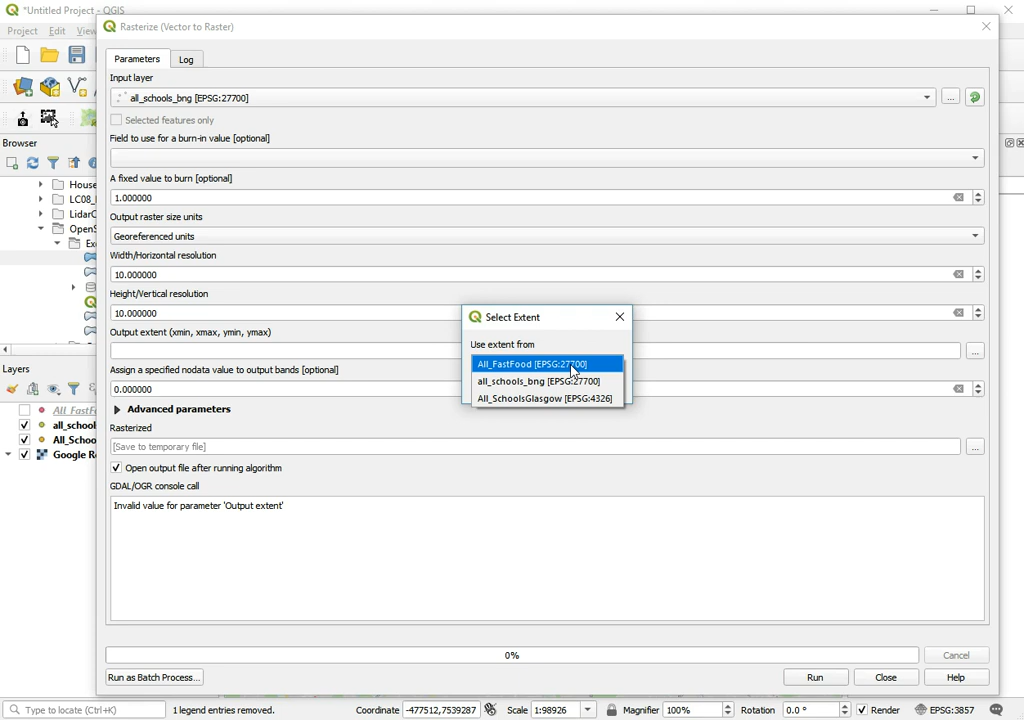 *Untitled Project - QGIS
Project Edit View
Rasterize (Vector to Raster)
Parameters
Log
Input layer
all_schools_bng [EPSG:27700]
...
Selected features only
Field to use for a burn-in value [optional]
A fixed value to burn [optional]
1.000000
Output raster size units
Georeferenced units
Width/Horizontal resolution
10.000000
Height/Vertical resolution
10.000000
Output extent (xmin, xmax, ymin, ymax)
...
Assign a specified nodata value to output bands [optional]
0.000000
Advanced parameters
Rasterized
[Save to temporary file]
...
Open output file after running algorithm
GDAL/OGR console call
Invalid value for parameter 'Output extent'
0%
Cancel
Run as Batch Process...
Run
Close
Help
Select Extent
Use extent from
All_FastFood [EPSG:27700]
all_schools_bng [EPSG:27700]
All_SchoolsGlasgow [EPSG:4326]
Browser
House
LC08_
LidarC
OpenS
Ex
Layers
All_FastF
all_school
All_Schoo
Google R
Type to locate (Ctrl+K)
1 legend entries removed.
Coordinate -477512,7539287
Scale 1:98926
Magnifier 100%
Rotation 0.0 °
Render
EPSG:3857